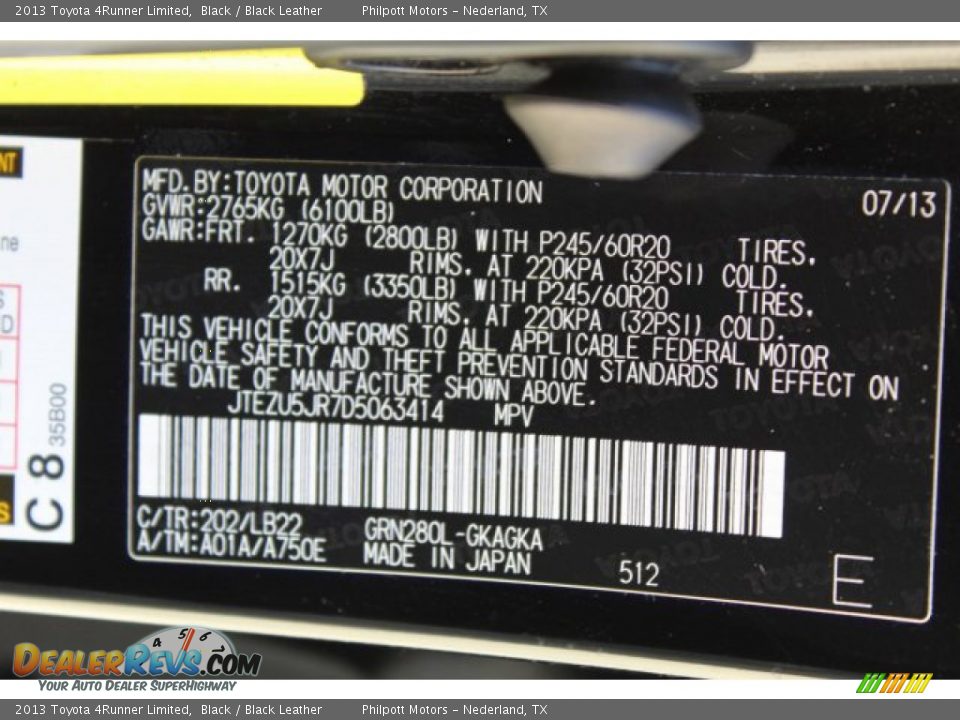 2013 Toyota 4Runner Limited, Black / Black Leather Philpott Motors - Nederland, TX
NT
MFD.BY:TOYOTA MOTOR CORPORATION 07/13
GVWR:2765KG (6100LB)
GAWR:FRT. 1270KG (2800LB) WITH P245/60R20 TIRES,
20X7J RIMS, AT 220KPA (32PSI) COLD.
RR. 1515KG (3350LB) WITH P245/60R20 TIRES,
20X7J RIMS, AT 220KPA (32PSI) COLD.
THIS VEHICLE CONFORMS TO ALL APPLICABLE FEDERAL MOTOR
VEHICLE SAFETY AND THEFT PREVENTION STANDARDS IN EFFECT ON
THE DATE OF MANUFACTURE SHOWN ABOVE.
JTEZU5JR7D5063414 MPV
C/TR:202/LB22 GRN280L-GKAGKA
A/TM:A01A/A750E MADE IN JAPAN
512 E
C 8 35B00
4 5 6
DEALERREVS.COM
YOUR AUTO DEALER SUPERHIGHWAY
2013 Toyota 4Runner Limited, Black / Black Leather Philpott Motors - Nederland, TX